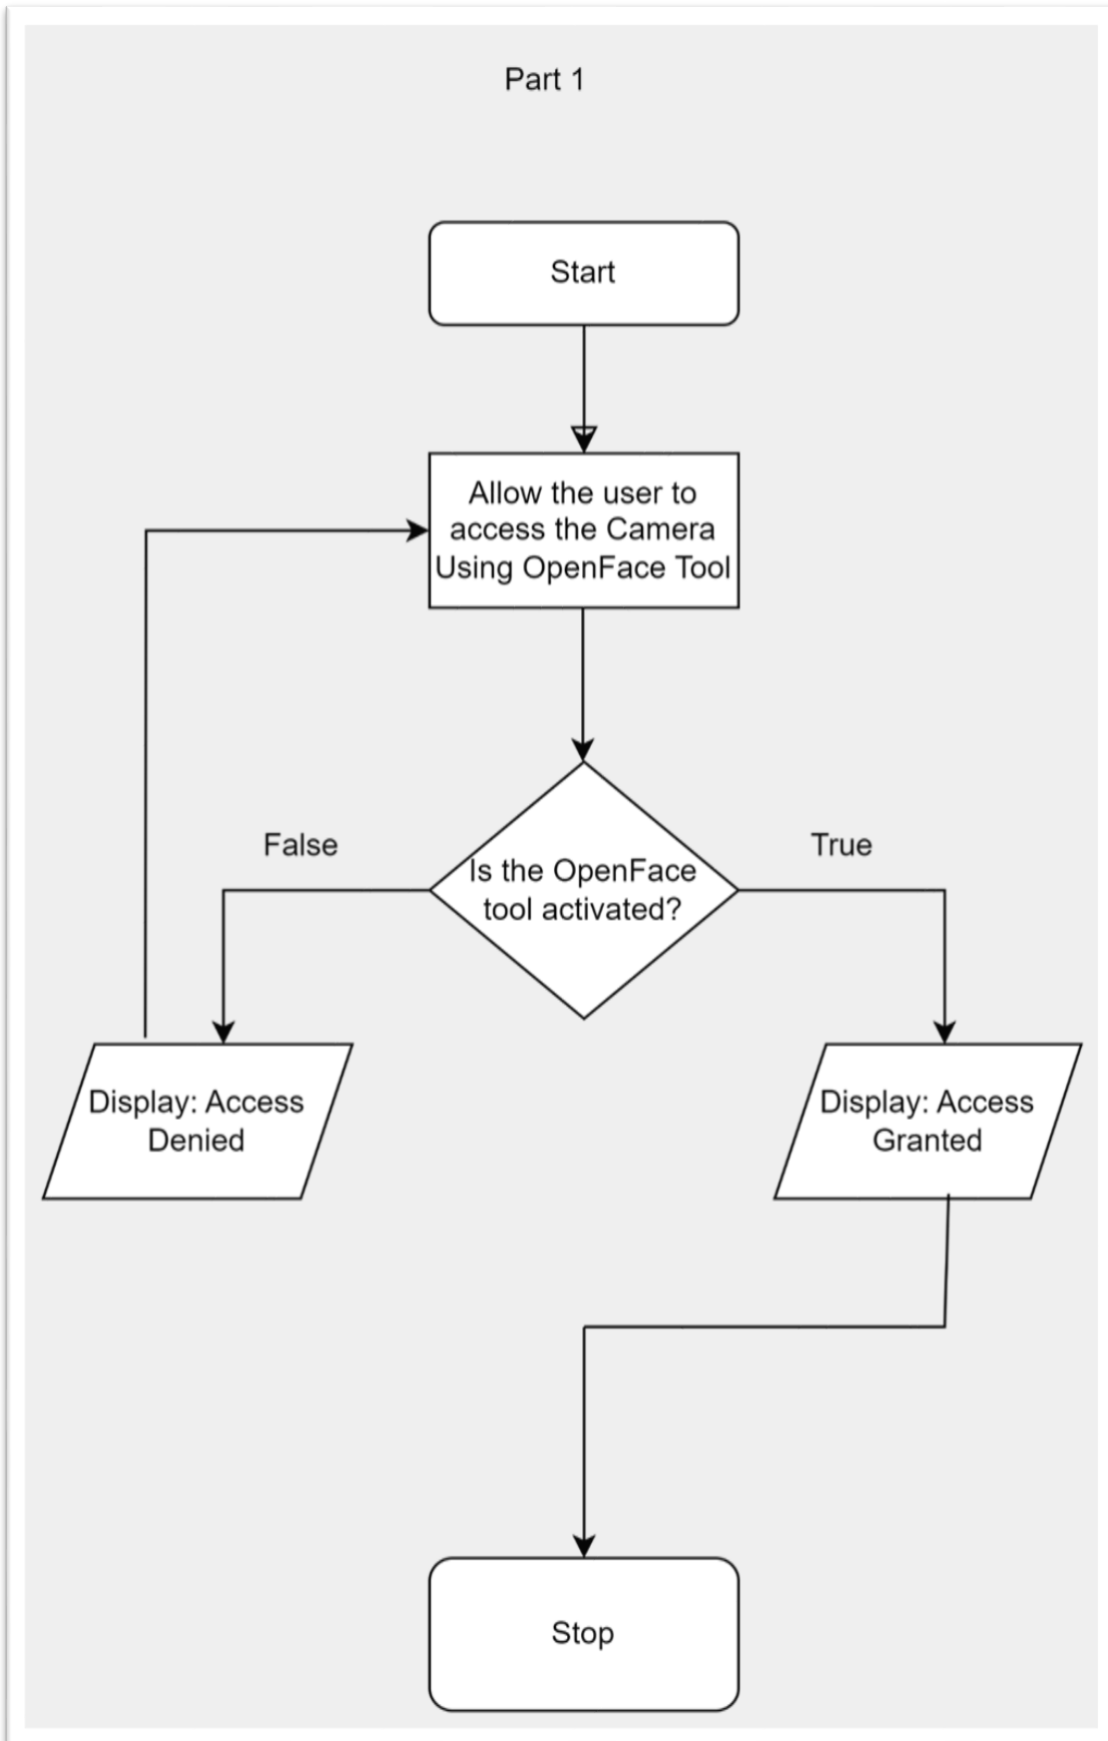 Part 1
Start
Allow the user to
access the Camera
Using OpenFace Tool
False
True
Is the OpenFace
tool activated?
Display: Access
Denied
Display: Access
Granted
Stop